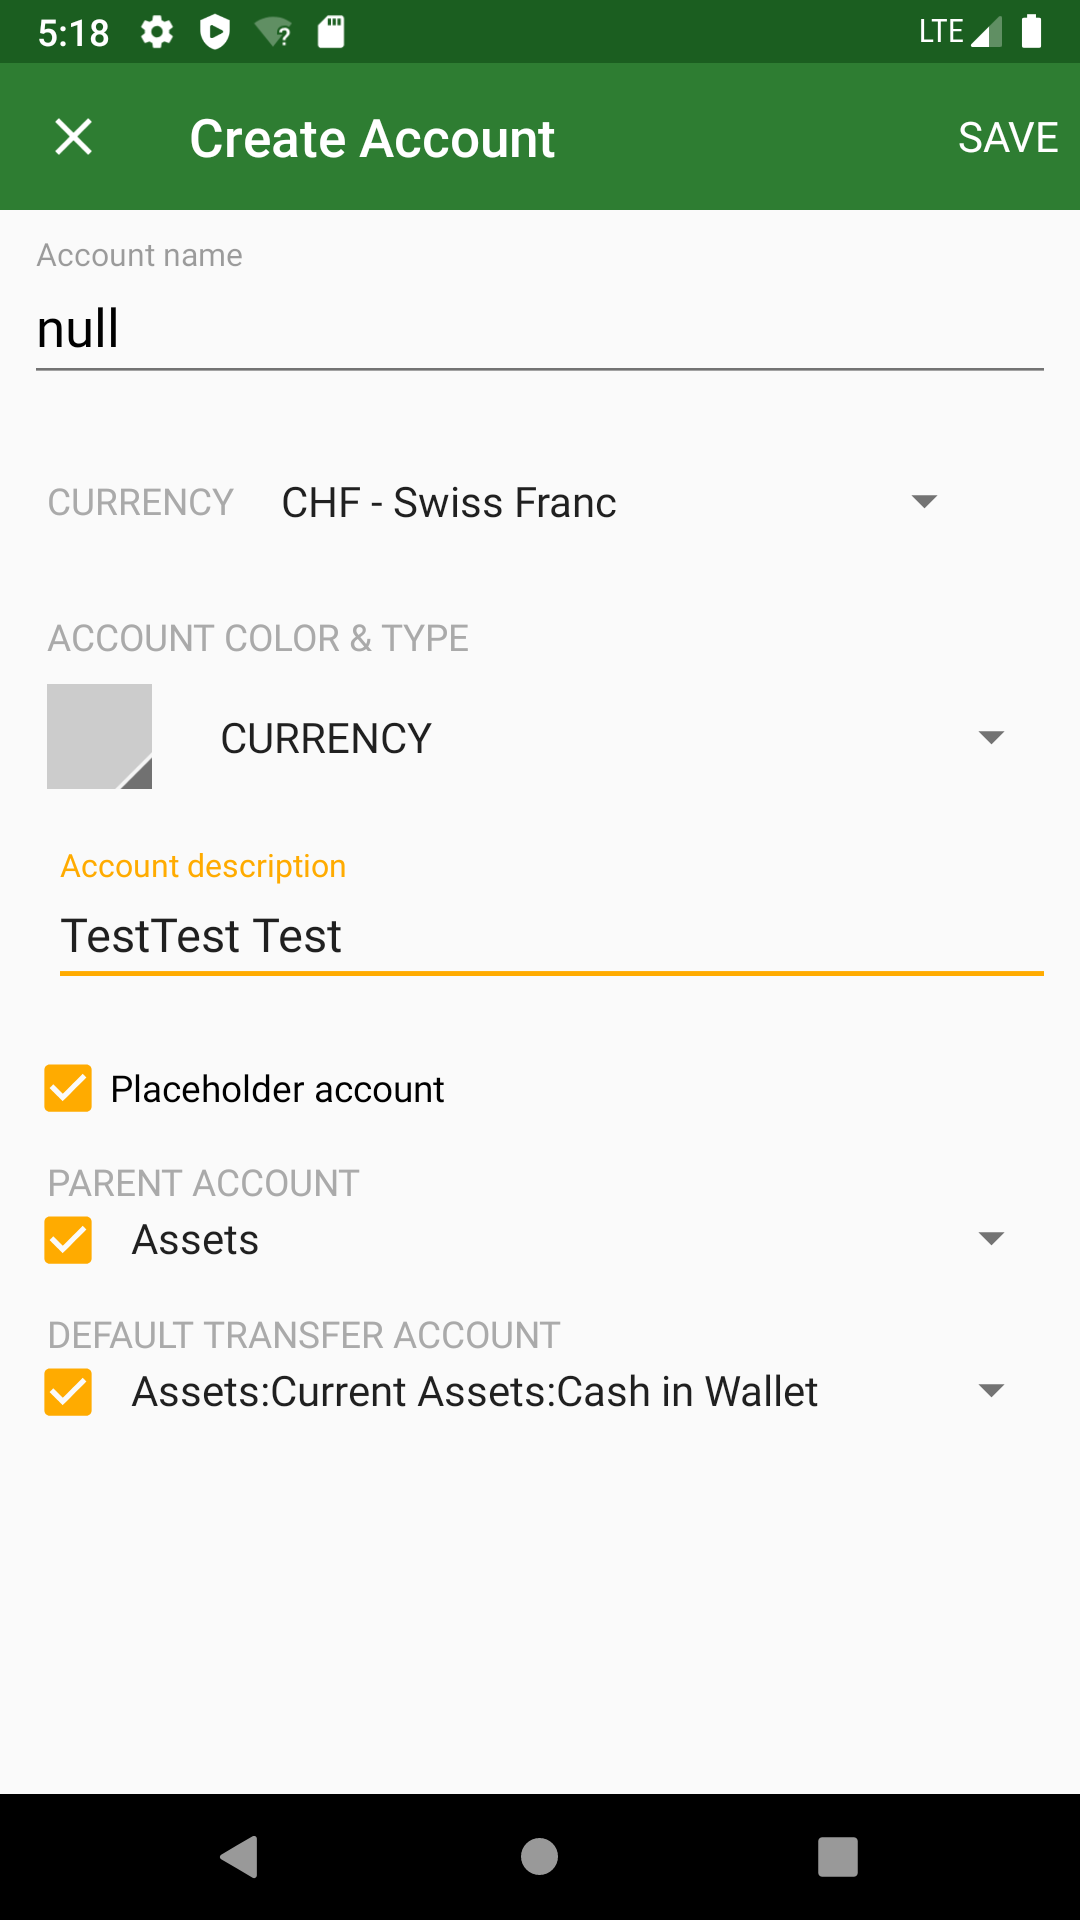 5:18
LTE
Create Account
SAVE
Account name
null
CURRENCY CHF - Swiss Franc
ACCOUNT COLOR & TYPE
CURRENCY
Account description
TestTest Test
Placeholder account
PARENT ACCOUNT
Assets
DEFAULT TRANSFER ACCOUNT
Assets:Current Assets:Cash in Wallet